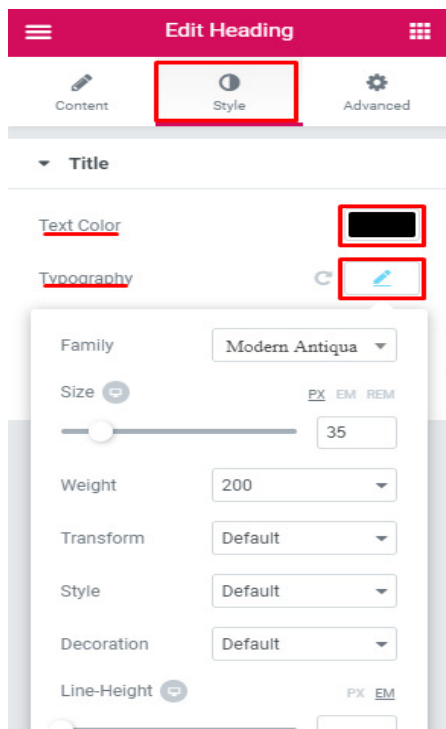 Edit Heading
Content Style Advanced
Title
Text Color
Typography
Family Modern Antiqua
Size PX EM REM
35
Weight 200
Transform Default
Style Default
Decoration Default
Line-Height PX EM